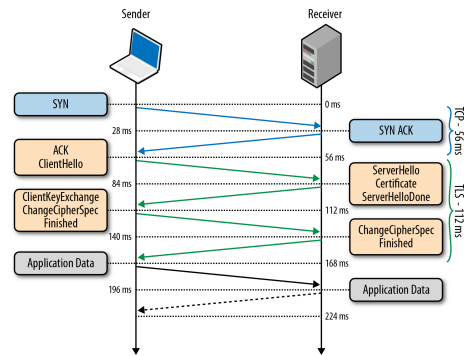 Sender
Receiver
SYN
0 ms
28 ms
SYN ACK
TCP - 56 ms
ACK
ClientHello
56 ms
84 ms
ServerHello
Certificate
ServerHelloDone
TLS - 112 ms
ClientKeyExchange
ChangeCipherSpec
Finished
112 ms
140 ms
ChangeCipherSpec
Finished
Application Data
168 ms
196 ms
Application Data
224 ms